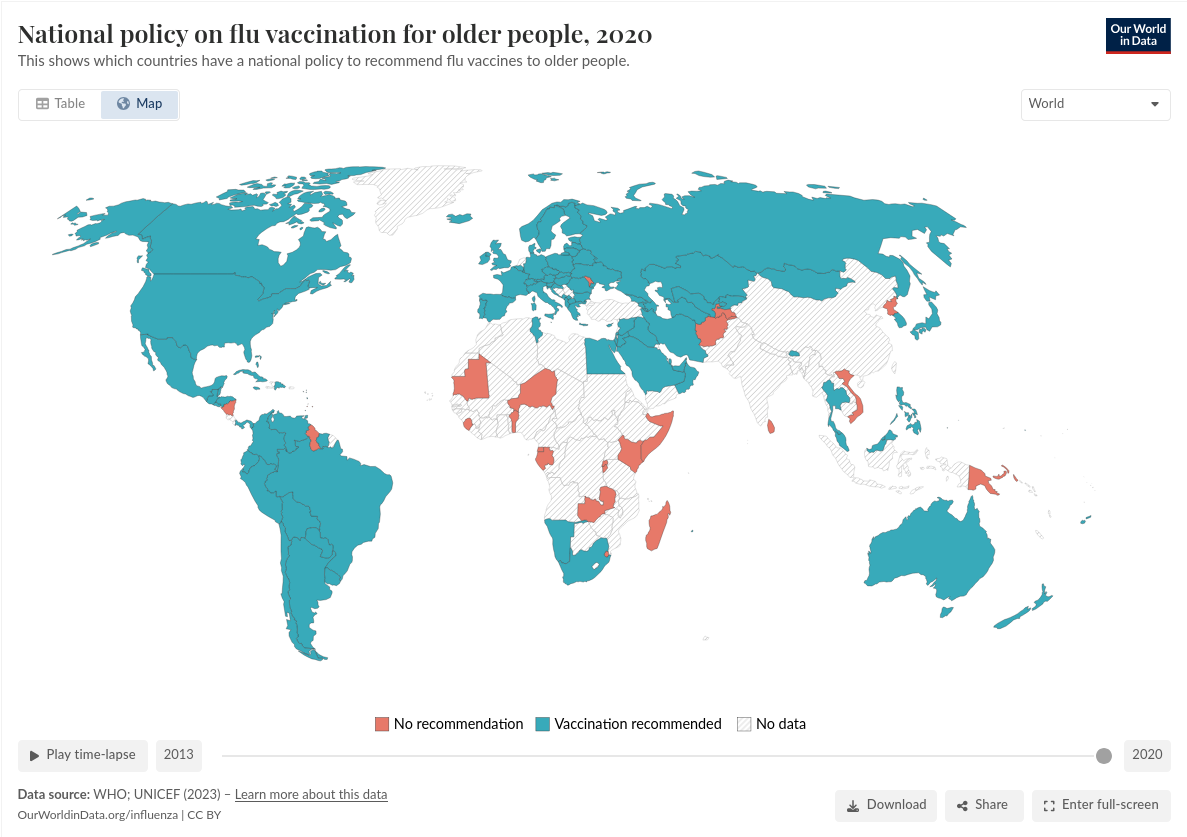 National policy on flu vaccination for older people, 2020
This shows which countries have a national policy to recommend flu vaccines to older people.
Our World
in Data
Table
Map
World
No recommendation
Vaccination recommended
No data
Play time-lapse
2013
2020
Data source: WHO; UNICEF (2023) – Learn more about this data
OurWorldinData.org/influenza | CC BY
Download
Share
Enter full-screen